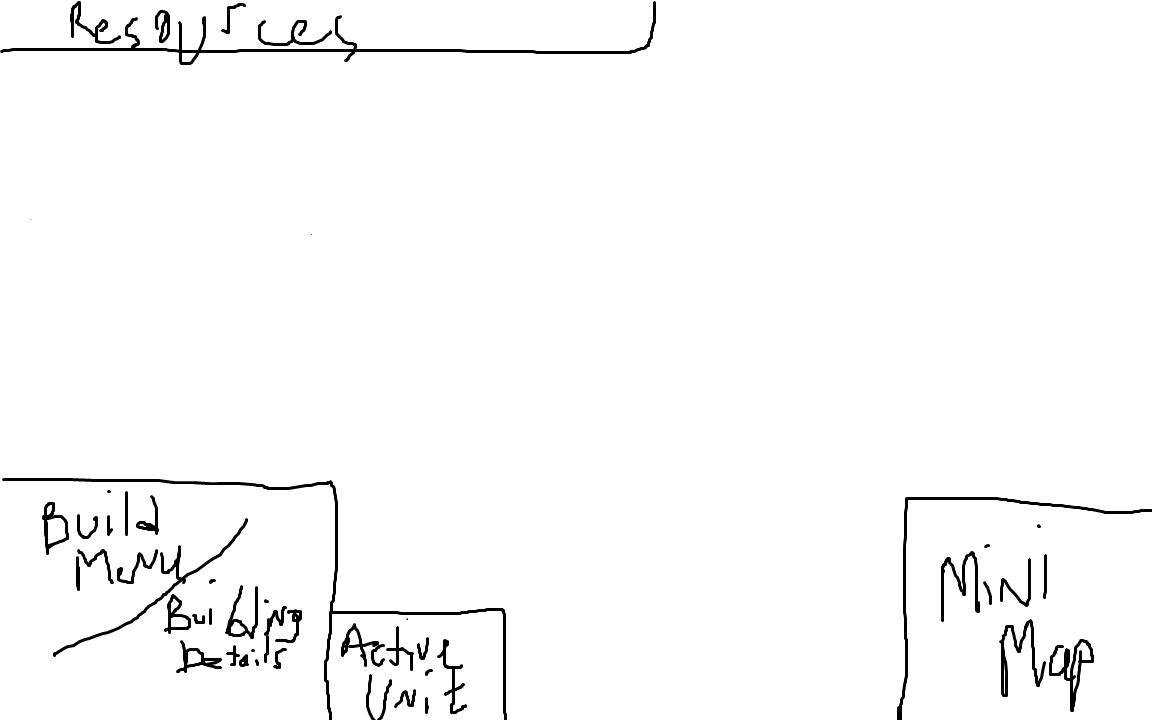 Resources
Build
Menu
Building
Details
Active
Unit
Mini
Map